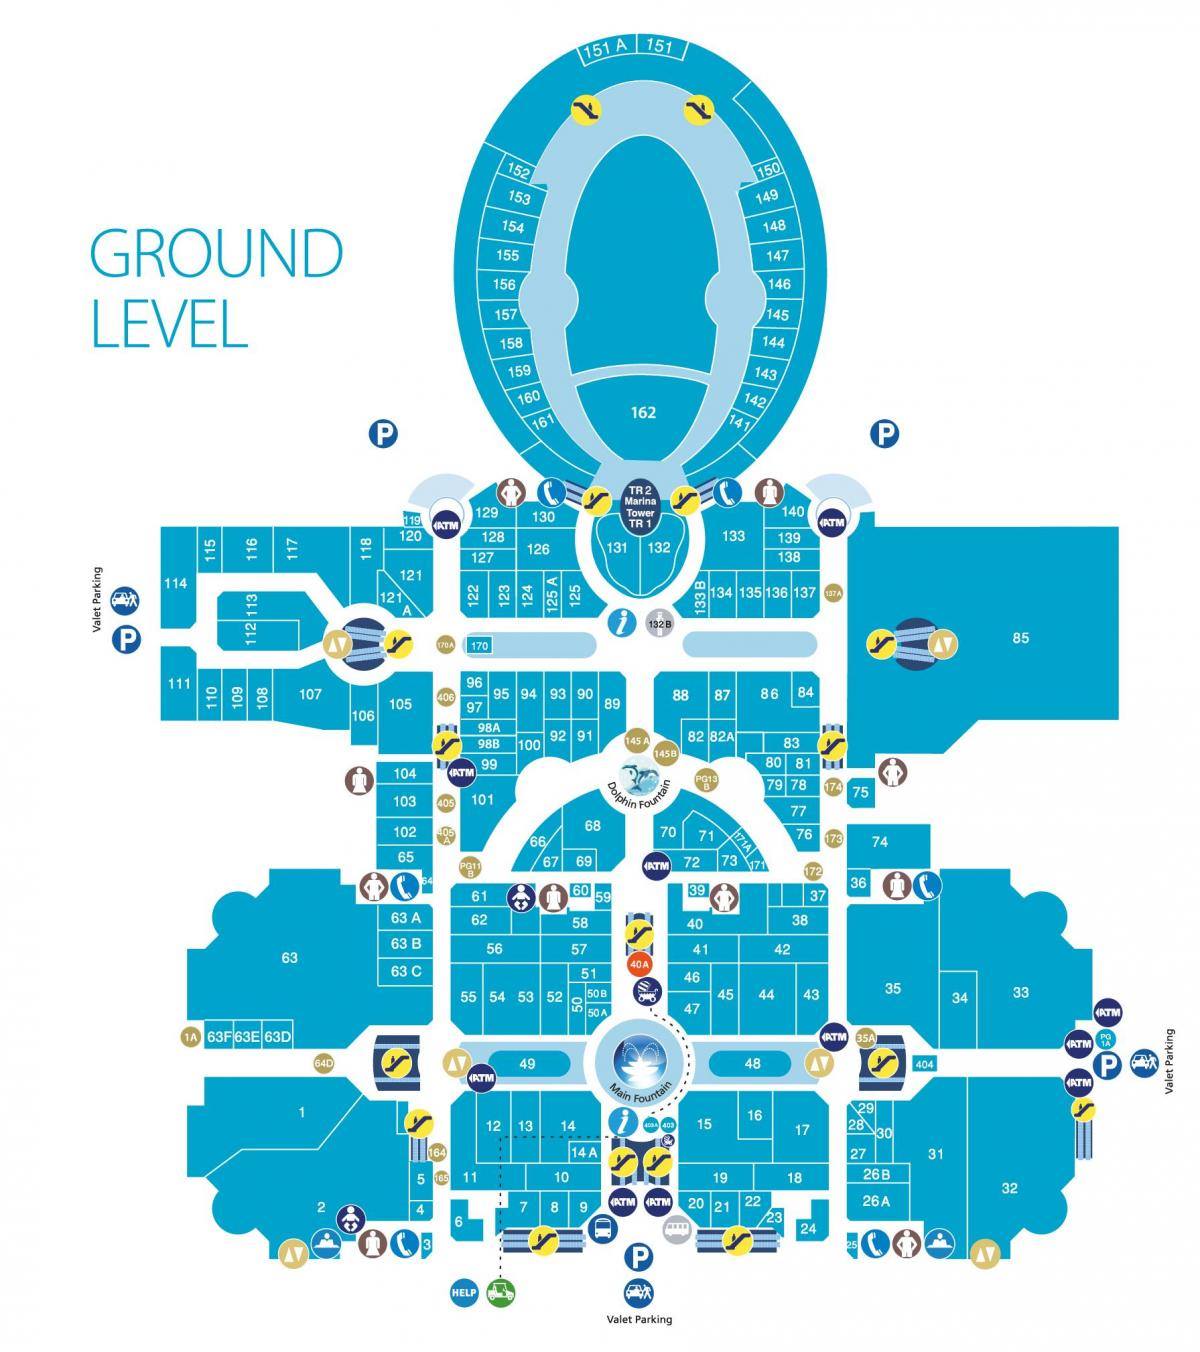 GROUND
LEVEL
151 A 151
152 150
153 149
154 148
155 147
156 146
157 145
158 144
159 143
160 142
161 141
162
P P
TR 2
Marina
Tower
TR 1
129 130 140
119 ATM ATM
120 128 126 131 132 133 139
127 138
115 116 117 118
114 121
121
A
122 123 124 125 A 125
133 B 134 135 136 137 137A
113
112
132 B
Valet Parking
P
170 A 170
85
111 110 109 108 107 106 105
406
96 95 94 93 90 89
97
98A
98B 100 92 91
99
ATM
101
88 87 86 84
82 82A 83
80 81
79 78
77
76
145 A
145B
PG13
B
Dolphin Fountain
104
103 405
102 405
A
65
64
174 75
173 74
172 36
66 67 68 69
70 71 171A
72 73 171
ATM
PG11
B
61 60 59
62 58
56 57
51
55 54 53 52 50 50 B
50 A
39 37
40 38
41 42
46
47 45 44 43
40 A
63 63 A
63 B
63 C
63F 63E 63D
1A
64D
35 34 33
ATM
35A
404
ATM
ATM PG
1A
P
ATM
Valet Parking
49 48
ATM
Main Fountain
1
2
164
165
5
4
3
12 13 14
14 A
11 10
6 7 8 9
403A 403
15 16 17
19 18
20 21 22 23 24
29
28 30
27
26 B
26 A
25
31 32
ATM ATM
P
HELP
Valet Parking